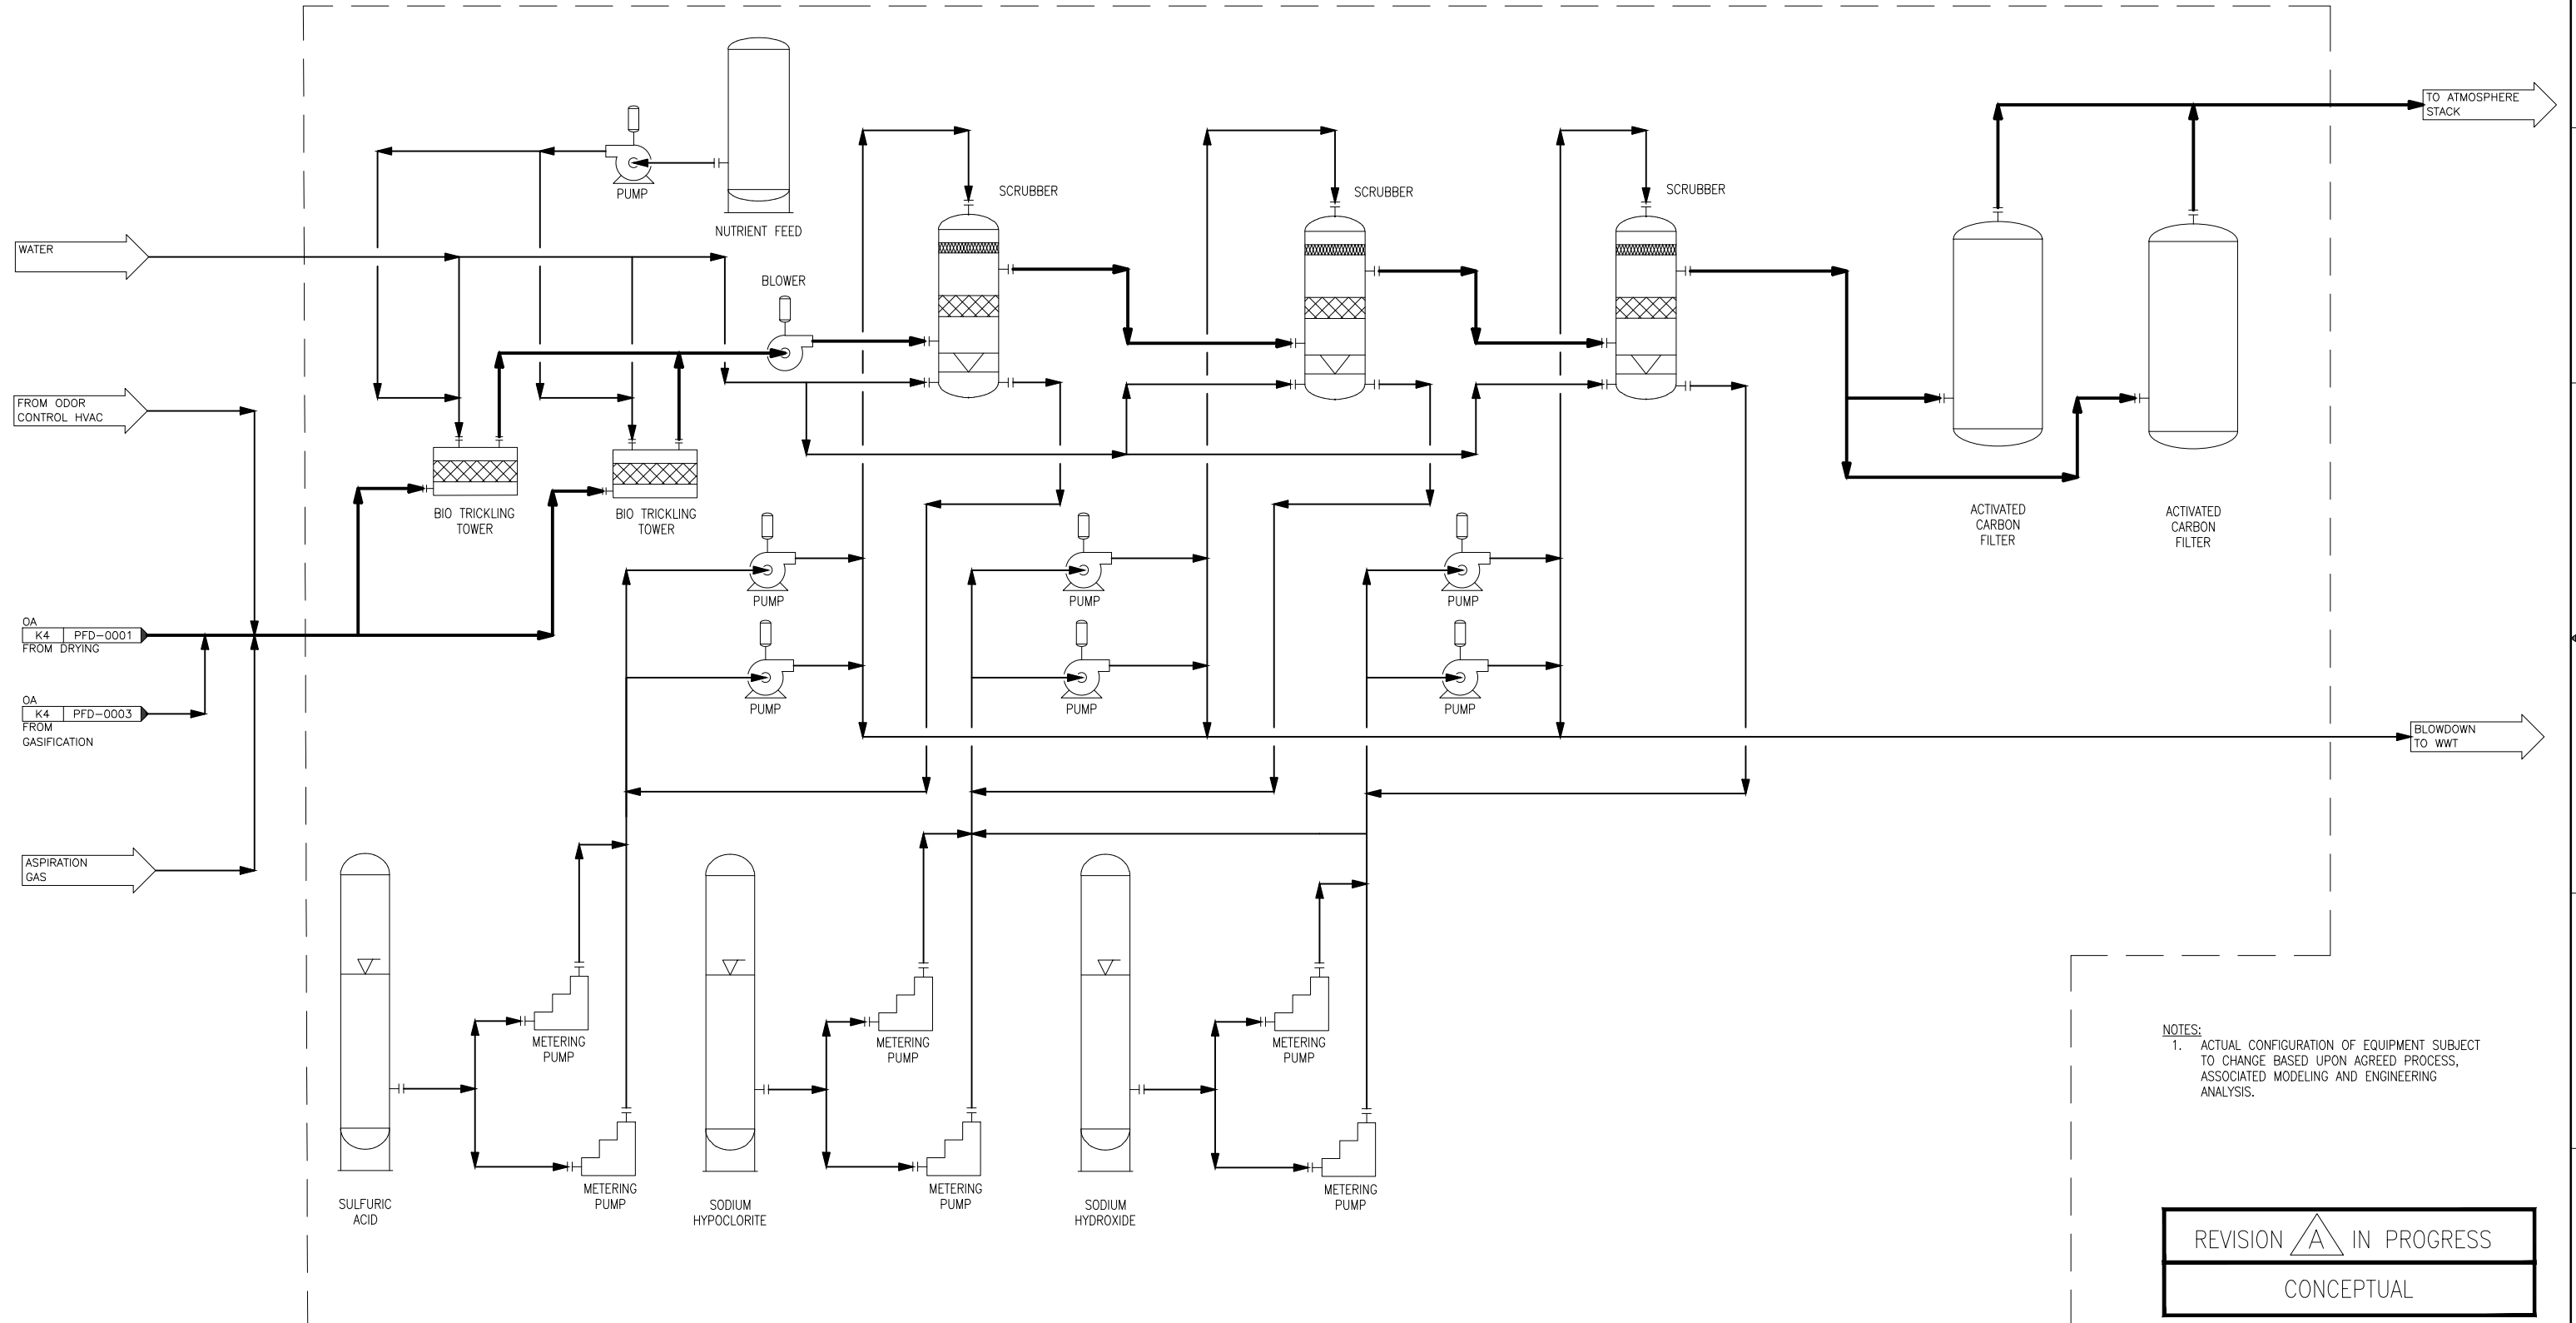 TO ATMOSPHERE
STACK
PUMP
SCRUBBER
SCRUBBER
SCRUBBER
NUTRIENT FEED
WATER
BLOWER
FROM ODOR
CONTROL HVAC
BIO TRICKLING
TOWER
BIO TRICKLING
TOWER
ACTIVATED
CARBON
FILTER
ACTIVATED
CARBON
FILTER
PUMP
PUMP
PUMP
OA
K4 PFD-0001
FROM DRYING
OA
K4 PFD-0003
FROM
GASIFICATION
PUMP
PUMP
PUMP
BLOWDOWN
TO WWT
ASPIRATION
GAS
METERING
PUMP
METERING
PUMP
METERING
PUMP
NOTES:
1. ACTUAL CONFIGURATION OF EQUIPMENT SUBJECT
TO CHANGE BASED UPON AGREED PROCESS,
ASSOCIATED MODELING AND ENGINEERING
ANALYSIS.
SULFURIC
ACID
METERING
PUMP
SODIUM
HYPOCLORITE
METERING
PUMP
SODIUM
HYDROXIDE
METERING
PUMP
REVISION A IN PROGRESS
CONCEPTUAL